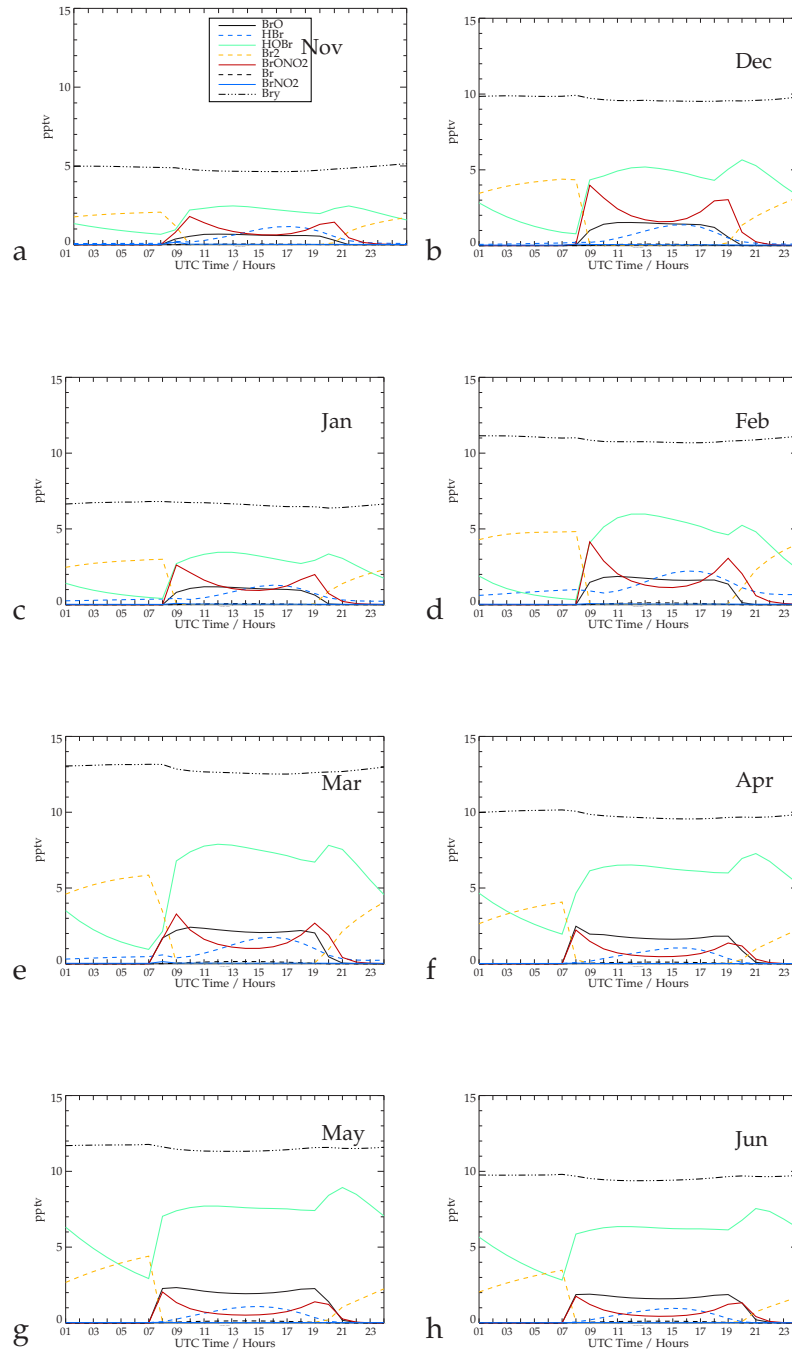 BrO
HBr
HOBr
Br2
BrONO2
Br
BrNO2
Bry
Nov
15
10
5
0
pptv
01 03 05 07 09 11 13 15 17 19 21 23
UTC Time / Hours
a
Dec
15
10
5
0
pptv
01 03 05 07 09 11 13 15 17 19 21 23
UTC Time / Hours
b
Jan
15
10
5
0
pptv
01 03 05 07 09 11 13 15 17 19 21 23
UTC Time / Hours
c
Feb
15
10
5
0
pptv
01 03 05 07 09 11 13 15 17 19 21 23
UTC Time / Hours
d
Mar
15
10
5
0
pptv
01 03 05 07 09 11 13 15 17 19 21 23
UTC Time / Hours
e
Apr
15
10
5
0
pptv
01 03 05 07 09 11 13 15 17 19 21 23
UTC Time / Hours
f
May
15
10
5
0
pptv
01 03 05 07 09 11 13 15 17 19 21 23
UTC Time / Hours
g
Jun
15
10
5
0
pptv
01 03 05 07 09 11 13 15 17 19 21 23
UTC Time / Hours
h